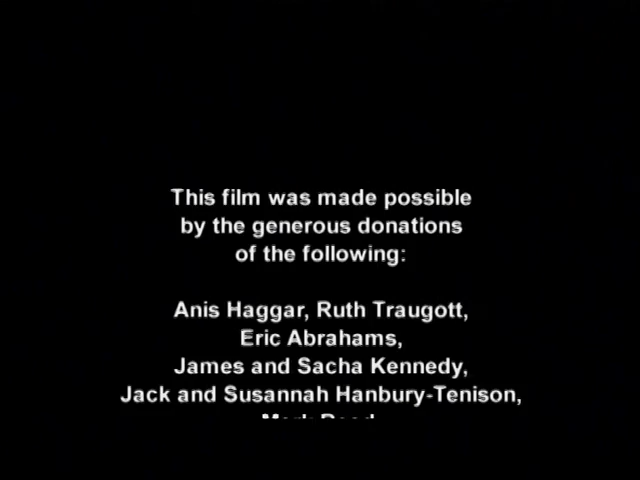 This film was made possible
by the generous donations
of the following:
Anis Haggar, Ruth Traugott,
Eric Abrahams,
James and Sacha Kennedy,
Jack and Susannah Hanbury-Tenison,